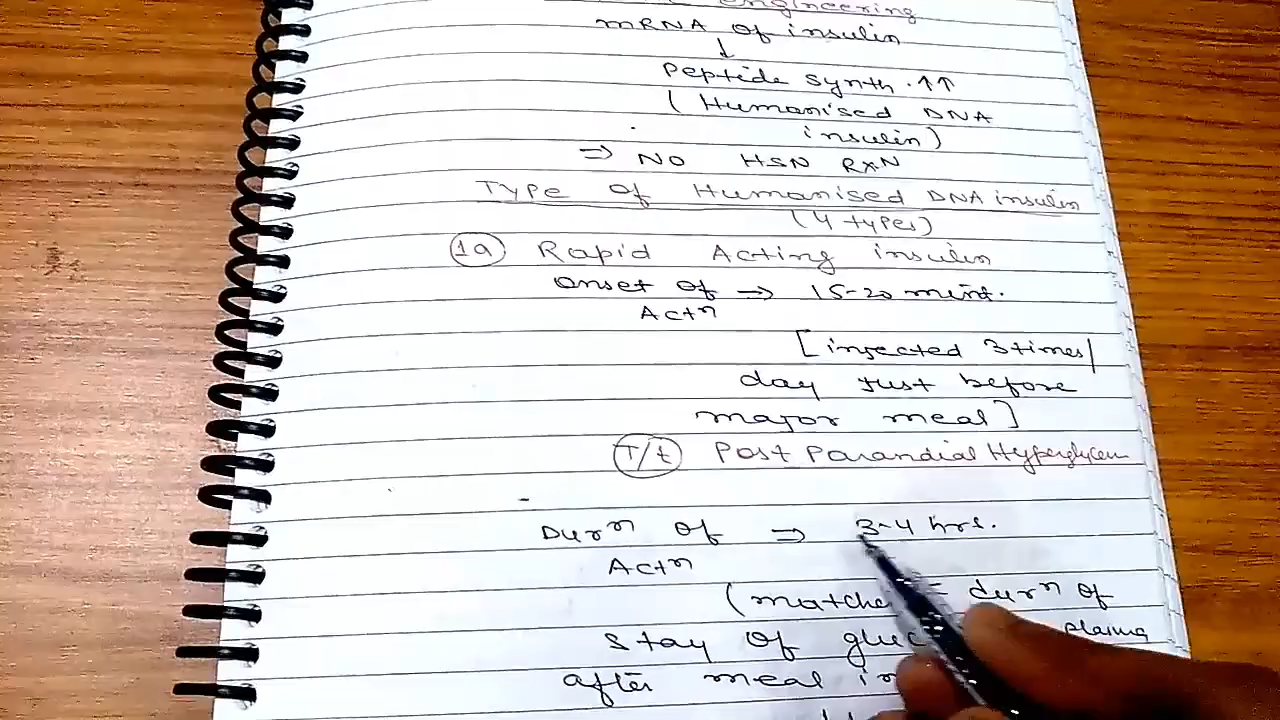 engineering
mRNA of insulin
↓
Peptide synth. ↑↑
( Humanised DNA
insulin )
⇒ NO HSN RXN
Type of Humanised DNA insulin
( 4 types )
1a Rapid Acting insulin
Onset of → 15-20 mint.
Actn
[ injected 3 times/
day Just before
major meal ]
T/t Post Parandial Hyperglycem
Durn of ⇒ 3-4 hrs.
Actn
( durn of
stay of plasma
after meal